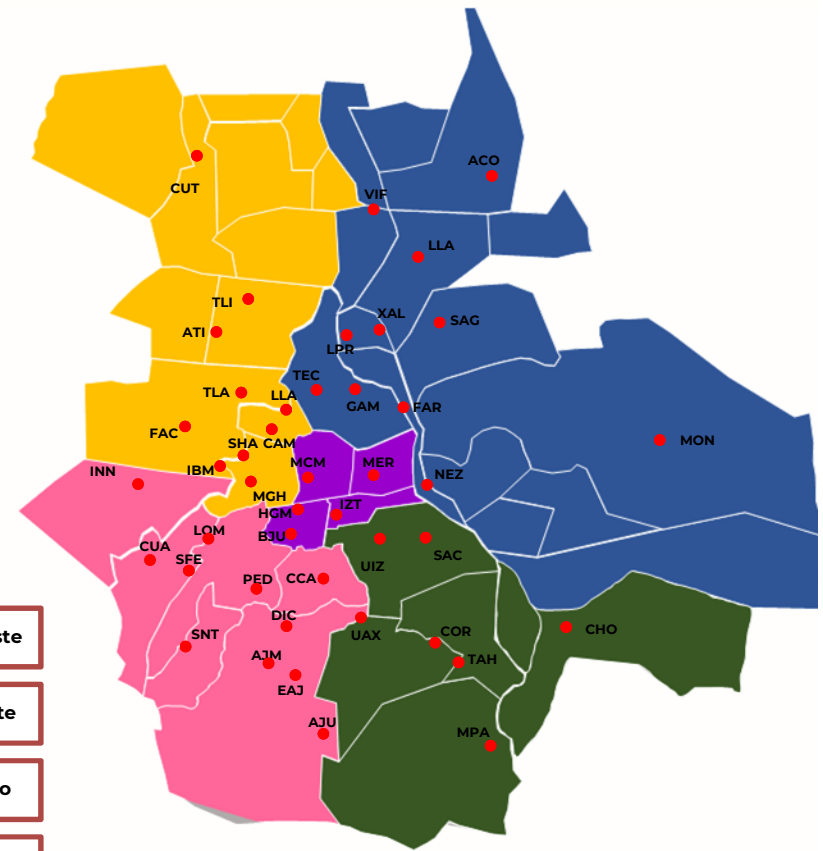 ACO
CUT
VIF
LLA
TLI
XAL
SAG
ATI
LPR
TEC
TLA
LLA
GAM
FAR
FAC
SHA
CAM
MON
INN
IBM
MCM
MER
NEZ
MGH
HGM
IZT
LOM
BJU
CUA
SFE
UIZ
SAC
PED
CCA
DIC
SNT
UAX
COR
CHO
TAH
AJM
EAJ
AJU
MPA
ste
te
o